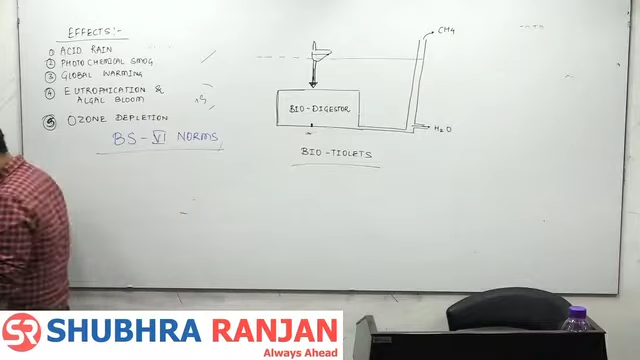 EFFECTS:-
① ACID RAIN
② PHOTOCHEMICAL SMOG
③ GLOBAL WARMING
④ EUTROPHICATION &
ALGAL BLOOM
⑤ OZONE DEPLETION
BS-VI NORMS
CH4
BIO-DIGESTOR
H2O
BIO-TIOLETS
SR SHUBHRA RANJAN
Always Ahead